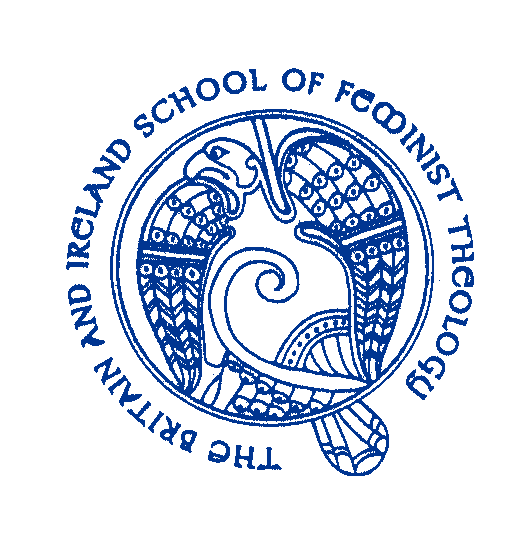 THE BRITAIN AND IRELAND SCHOOL OF FEMINIST THEOLOGY